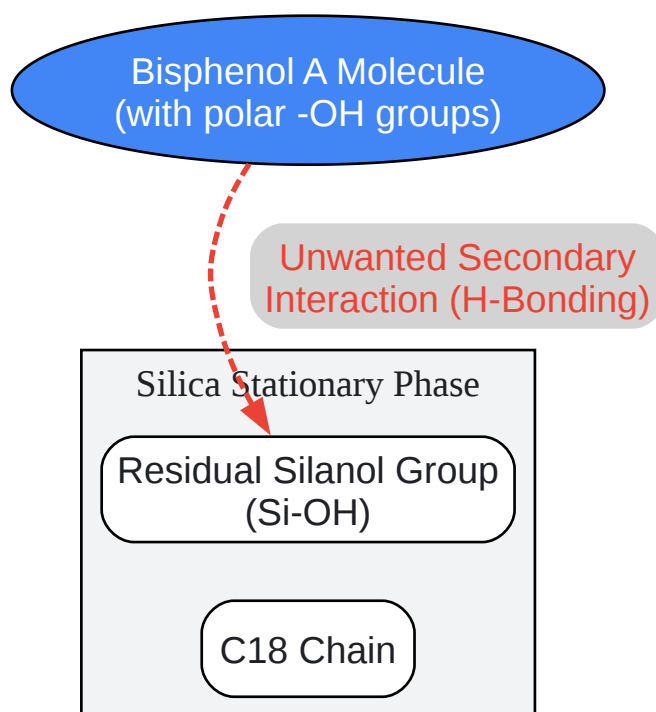 Bisphenol A Molecule
(with polar -OH groups)
Unwanted Secondary
Interaction (H-Bonding)
Silica Stationary Phase
Residual Silanol Group
(Si-OH)
C18 Chain